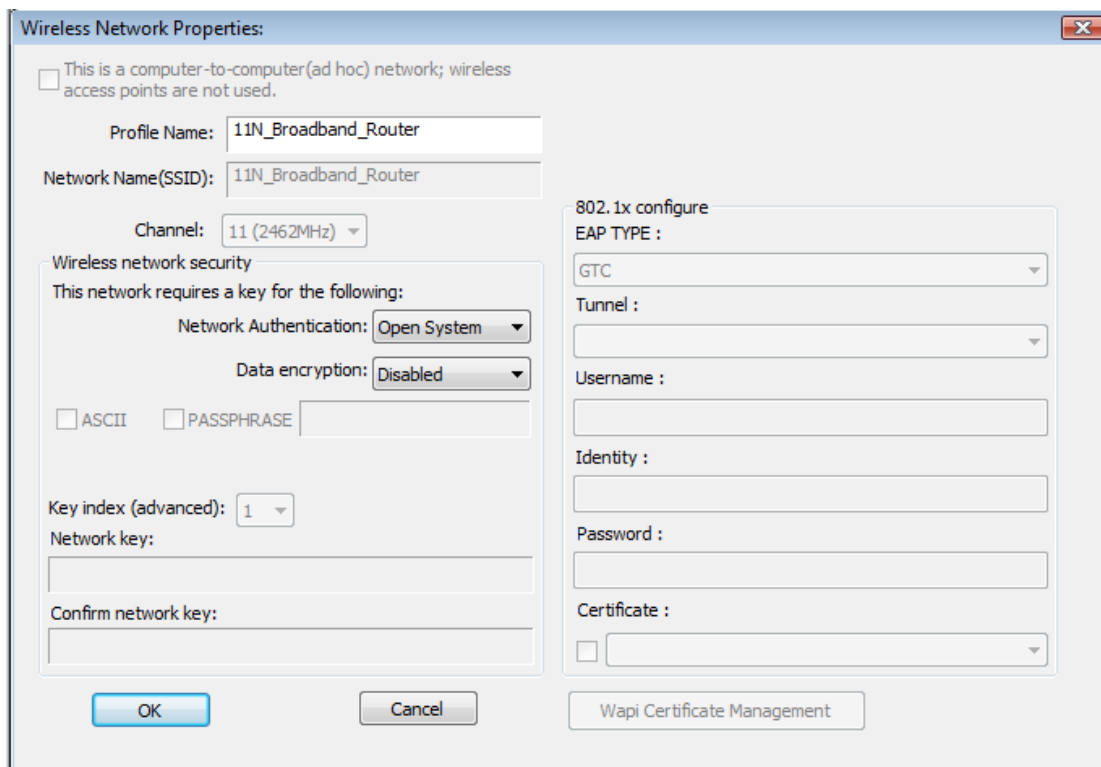 Wireless Network Properties:
This is a computer-to-computer(ad hoc) network; wireless
access points are not used.
Profile Name: 11N_Broadband_Router
Network Name(SSID): 11N_Broadband_Router
Channel: 11 (2462MHz)
Wireless network security
This network requires a key for the following:
Network Authentication: Open System
Data encryption: Disabled
ASCII PASSPHRASE
Key index (advanced): 1
Network key:
Confirm network key:
802.1x configure
EAP TYPE :
GTC
Tunnel :
Username :
Identity :
Password :
Certificate :
OK Cancel Wapi Certificate Management